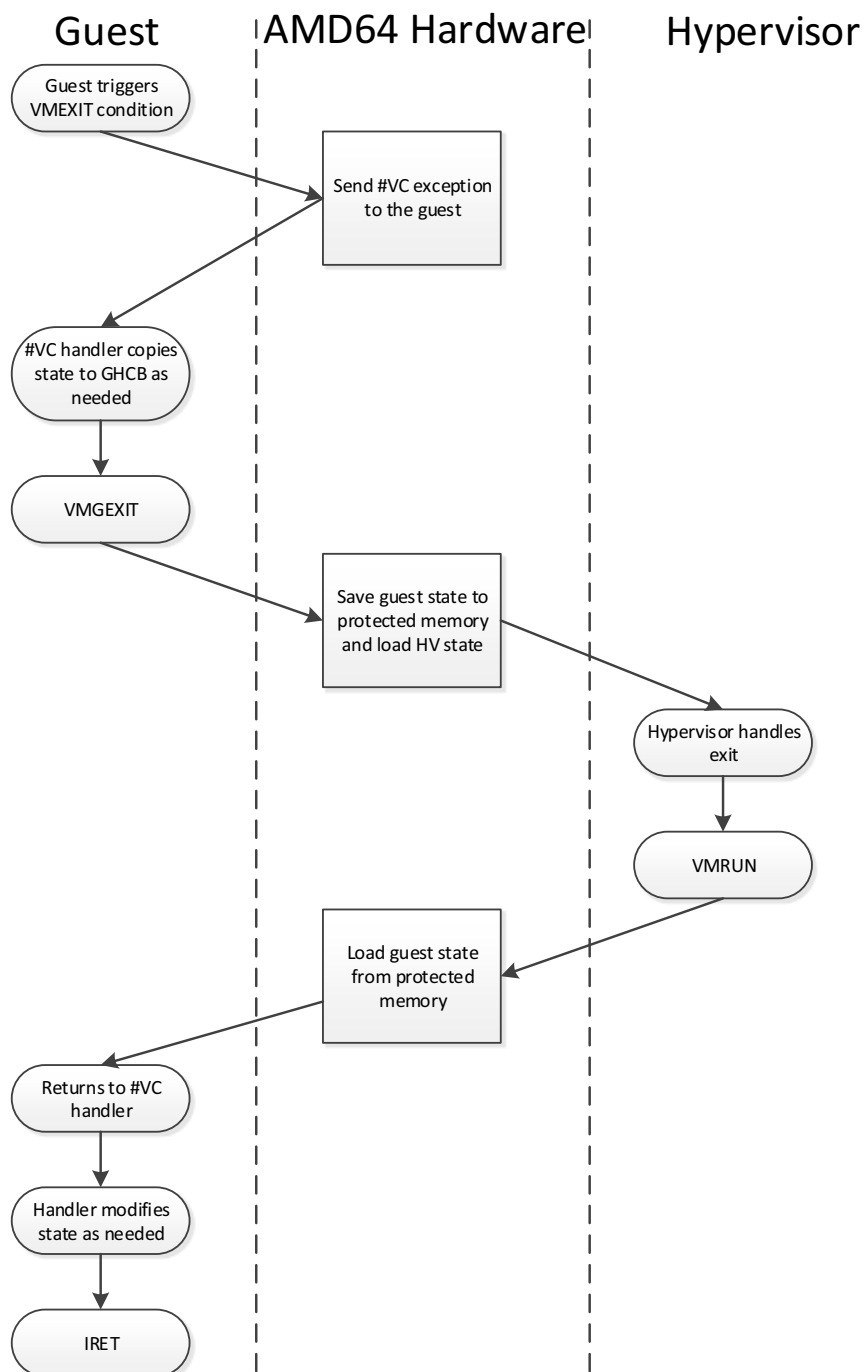 Guest
AMD64 Hardware
Hypervisor
Guest triggers
VMEXIT condition
Send #VC exception
to the guest
#VC handler copies
state to GHCB as
needed
VMGEXIT
Save guest state to
protected memory
and load HV state
Hypervisor handles
exit
VMRUN
Load guest state
from protected
memory
Returns to #VC
handler
Handler modifies
state as needed
IRET